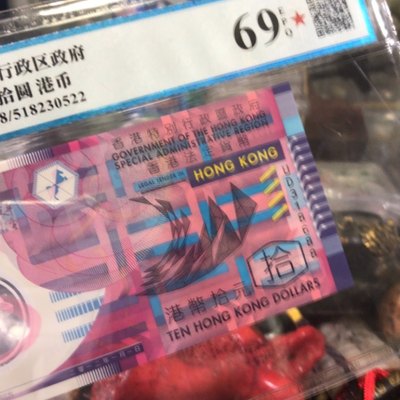 行政区政府
拾圆 港币
8/518230522
69
EPQ
香港特別行政區政府
GOVERNMENT OF THE HONG KONG
SPECIAL ADMINISTRATIVE REGION
香港法定貨幣
LEGAL TENDER IN
HONG KONG
拾
港幣拾元
TEN HONG KONG DOLLARS